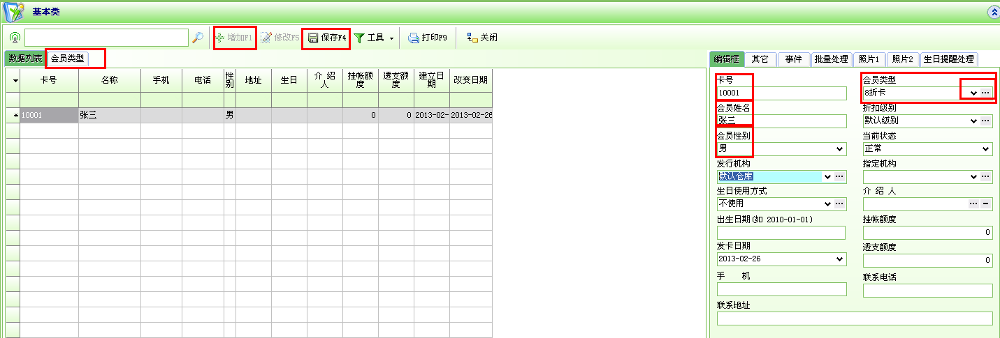 基本类
增加F1 修改F5 保存F4 工具 打印F9 关闭
数据列表 会员类型
卡号 名称 手机 电话 性别 地址 生日 介 绍人 挂帐额度 透支额度 建立日期 改变日期
10001 张三 男 0 0 2013-02- 2013-02-26
编辑框 其它 事件 批量处理 照片1 照片2 生日提醒处理
卡号 会员类型
10001 8折卡
会员姓名 折扣级别
张三 默认级别
会员性别 当前状态
男 正常
发行机构 指定机构
默认仓库
生日使用方式 介 绍 人
不使用
出生日期(如 2010-01-01) 挂帐额度
0
发卡日期 透支额度
2013-02-26 0
手 机 联系电话
联系地址